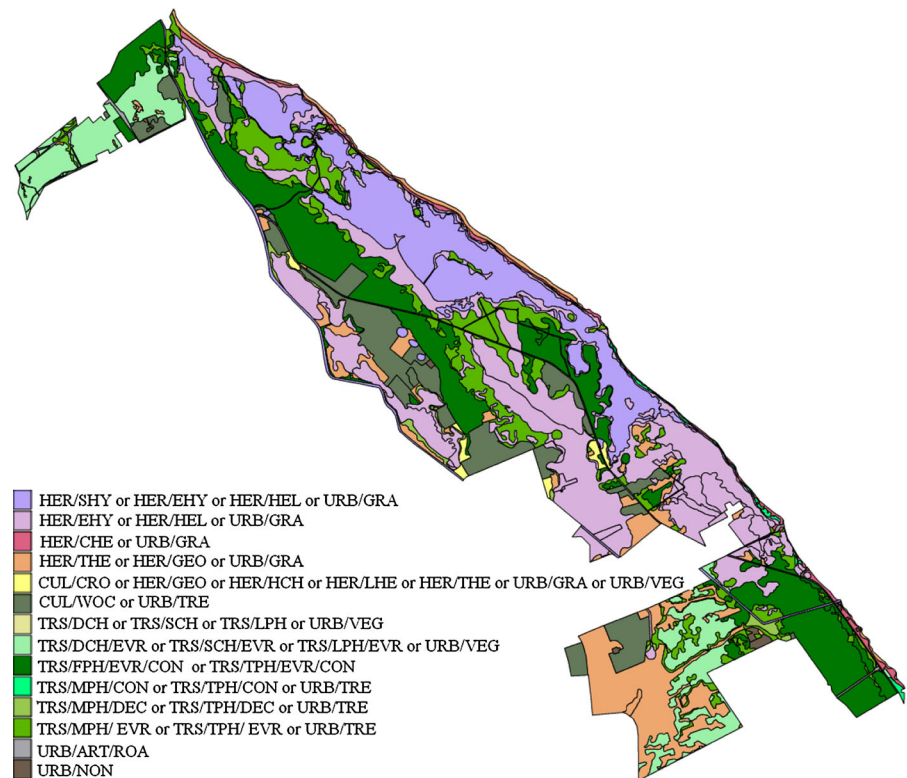 HER/SHY or HER/EHY or HER/HEL or URB/GRA
HER/EHY or HER/HEL or URB/GRA
HER/CHE or URB/GRA
HER/THE or HER/GEO or URB/GRA
CUL/CRO or HER/GEO or HER/HCH or HER/LHE or HER/THE or URB/GRA or URB/VEG
CUL/WOC or URB/TRE
TRS/DCH or TRS/SCH or TRS/LPH or URB/VEG
TRS/DCH/EVR or TRS/SCH/EVR or TRS/LPH/EVR or URB/VEG
TRS/FPH/EVR/CON or TRS/TPH/EVR/CON
TRS/MPH/CON or TRS/TPH/CON or URB/TRE
TRS/MPH/ DEC or TRS/TPH/DEC or URB/TRE
TRS/MPH/ EVR or TRS/TPH/ EVR or URB/TRE
URB/ART/ROA
URB/NON